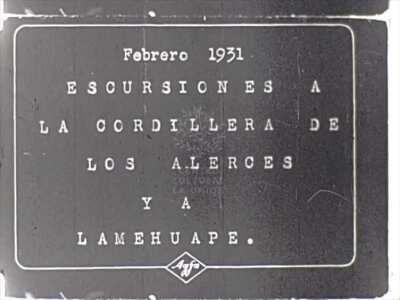 Febrero 1931
ESCURSIONES A
LA CORDILLERA DE
LOS ALERCES
Y A
LAMEHUAPE.
Agfa